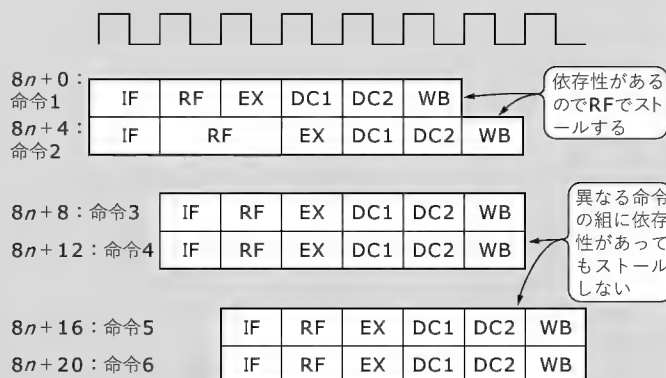 8n+0：
命令1
IF RF EX DC1 DC2 WB
8n+4：
命令2
IF RF EX DC1 DC2 WB
依存性がある
のでRFでスト
ールする
8n+8：命令3
IF RF EX DC1 DC2 WB
8n+12：命令4
IF RF EX DC1 DC2 WB
異なる命令
の組に依存
性があって
もストール
しない
8n+16：命令5
IF RF EX DC1 DC2 WB
8n+20：命令6
IF RF EX DC1 DC2 WB